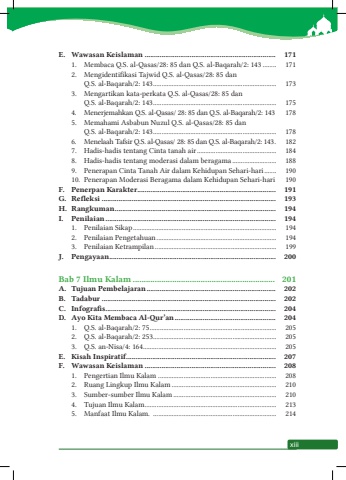 E. Wawasan Keislaman ........ 171
1. Membaca Q.S. al-Qasas/28: 85 dan Q.S. al-Baqarah/2: 143 ........ 171
2. Mengidentifikasi Tajwid Q.S. al-Qasas/28: 85 dan
Q.S. al-Baqarah/2: 143........ 173
3. Mengartikan kata-perkata Q.S. al-Qasas/28: 85 dan
Q.S. al-Baqarah/2: 143........ 175
4. Menerjemahkan Q.S. al-Qasas/ 28: 85 dan Q.S. al-Baqarah/2: 143 178
5. Memahami Asbabun Nuzul Q.S. al-Qasas/28: 85 dan
Q.S. al-Baqarah/2: 143........ 178
6. Menelaah Tafsir Q.S. al-Qasas/ 28: 85 dan Q.S. al-Baqarah/2: 143. 182
7. Hadis-hadis tentang Cinta tanah air ........ 184
8. Hadis-hadis tentang moderasi dalam beragama ........ 188
9. Penerapan Cinta Tanah Air dalam Kehidupan Sehari-hari ........ 190
10. Penerapan Moderasi Beragama dalam Kehidupan Sehari-hari 190
F. Penerpan Karakter........ 191
G. Refleksi ........ 193
H. Rangkuman........ 194
I. Penilaian ........ 194
1. Penilaian Sikap........ 194
2. Penilaian Pengetahuan........ 194
3. Penilaian Ketrampilan........ 199
J. Pengayaan........ 200
Bab 7 Ilmu Kalam ........ 201
A. Tujuan Pembelajaran ........ 202
B. Tadabur ........ 202
C. Infografis........ 204
D. Ayo Kita Membaca Al-Qur'an ........ 204
1. Q.S. al-Baqarah/2: 75........ 205
2. Q.S. al-Baqarah/2: 253........ 205
3. Q.S. an-Nisa/4: 164........ 205
E. Kisah Inspiratif........ 207
F. Wawasan Keislaman ........ 208
1. Pengertian Ilmu Kalam ........ 208
2. Ruang Lingkup Ilmu Kalam ........ 210
3. Sumber-sumber Ilmu Kalam ........ 210
4. Tujuan Ilmu Kalam........ 213
5. Manfaat Ilmu Kalam. ........ 214
xiii